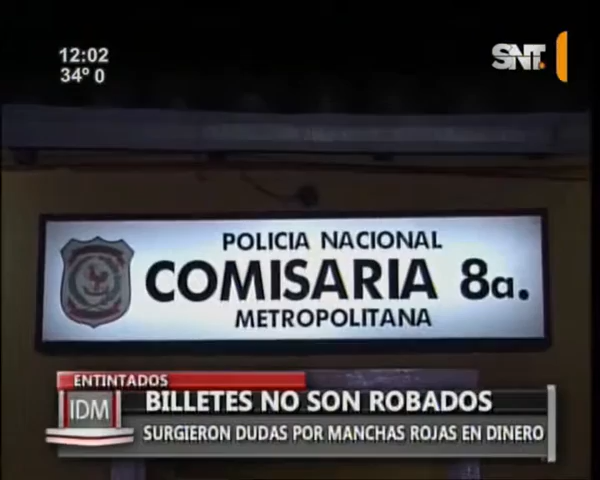 12:02
34º 0
SNT.
POLICIA NACIONAL
COMISARIA 8a.
METROPOLITANA
ENTINTADOS
IDM
BILLETES NO SON ROBADOS
SURGIERON DUDAS POR MANCHAS ROJAS EN DINERO